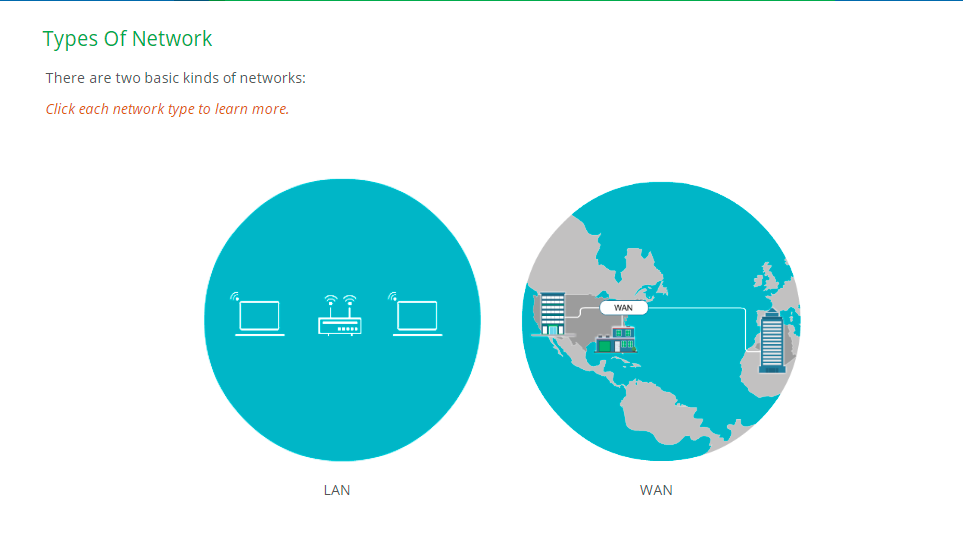 Types Of Network
There are two basic kinds of networks:
Click each network type to learn more.
WAN
LAN
WAN